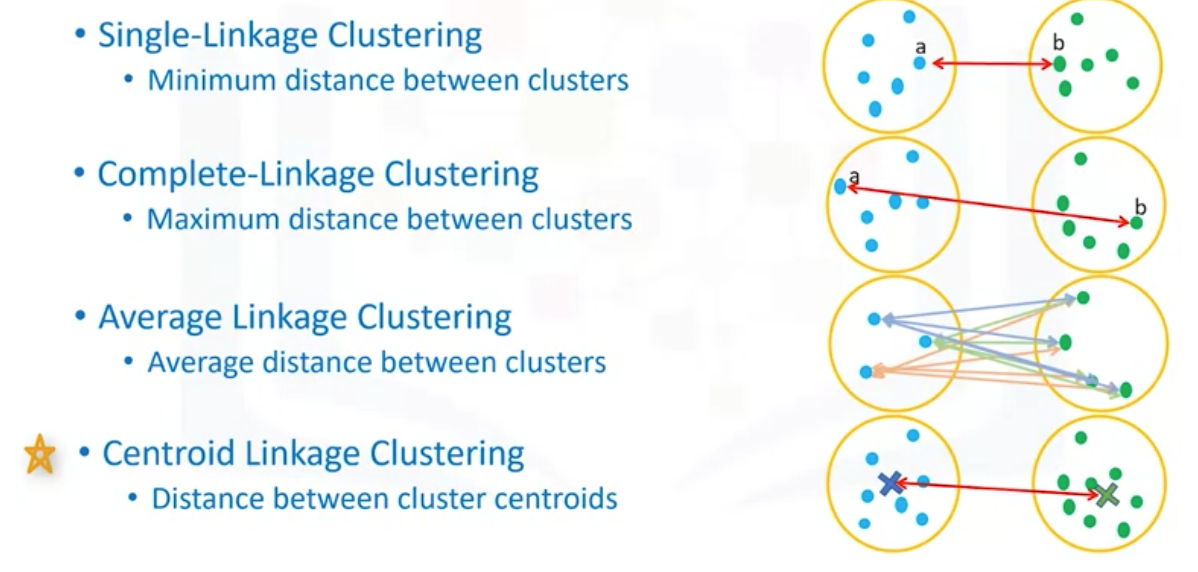 • Single-Linkage Clustering
• Minimum distance between clusters
a
b
• Complete-Linkage Clustering
• Maximum distance between clusters
a
b
• Average Linkage Clustering
• Average distance between clusters
• Centroid Linkage Clustering
• Distance between cluster centroids